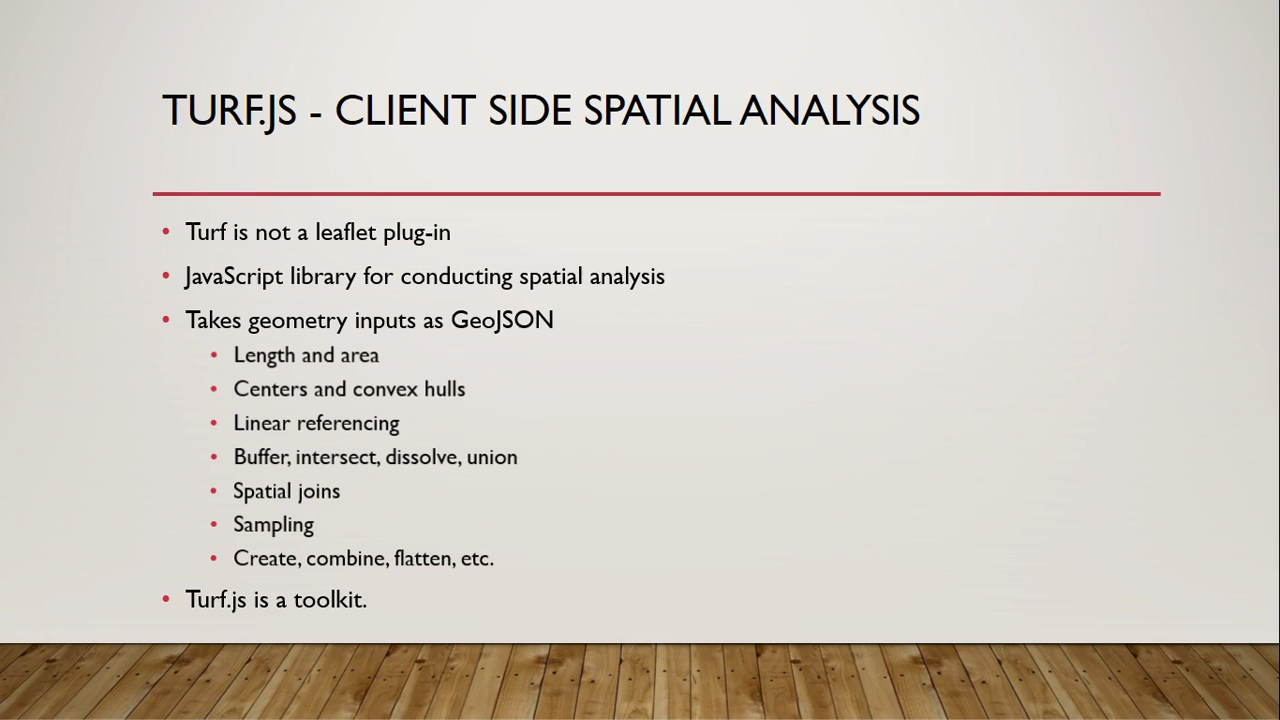 TURF.JS - CLIENT SIDE SPATIAL ANALYSIS
• Turf is not a leaflet plug-in
• JavaScript library for conducting spatial analysis
• Takes geometry inputs as GeoJSON
• Length and area
• Centers and convex hulls
• Linear referencing
• Buffer, intersect, dissolve, union
• Spatial joins
• Sampling
• Create, combine, flatten, etc.
• Turf.js is a toolkit.